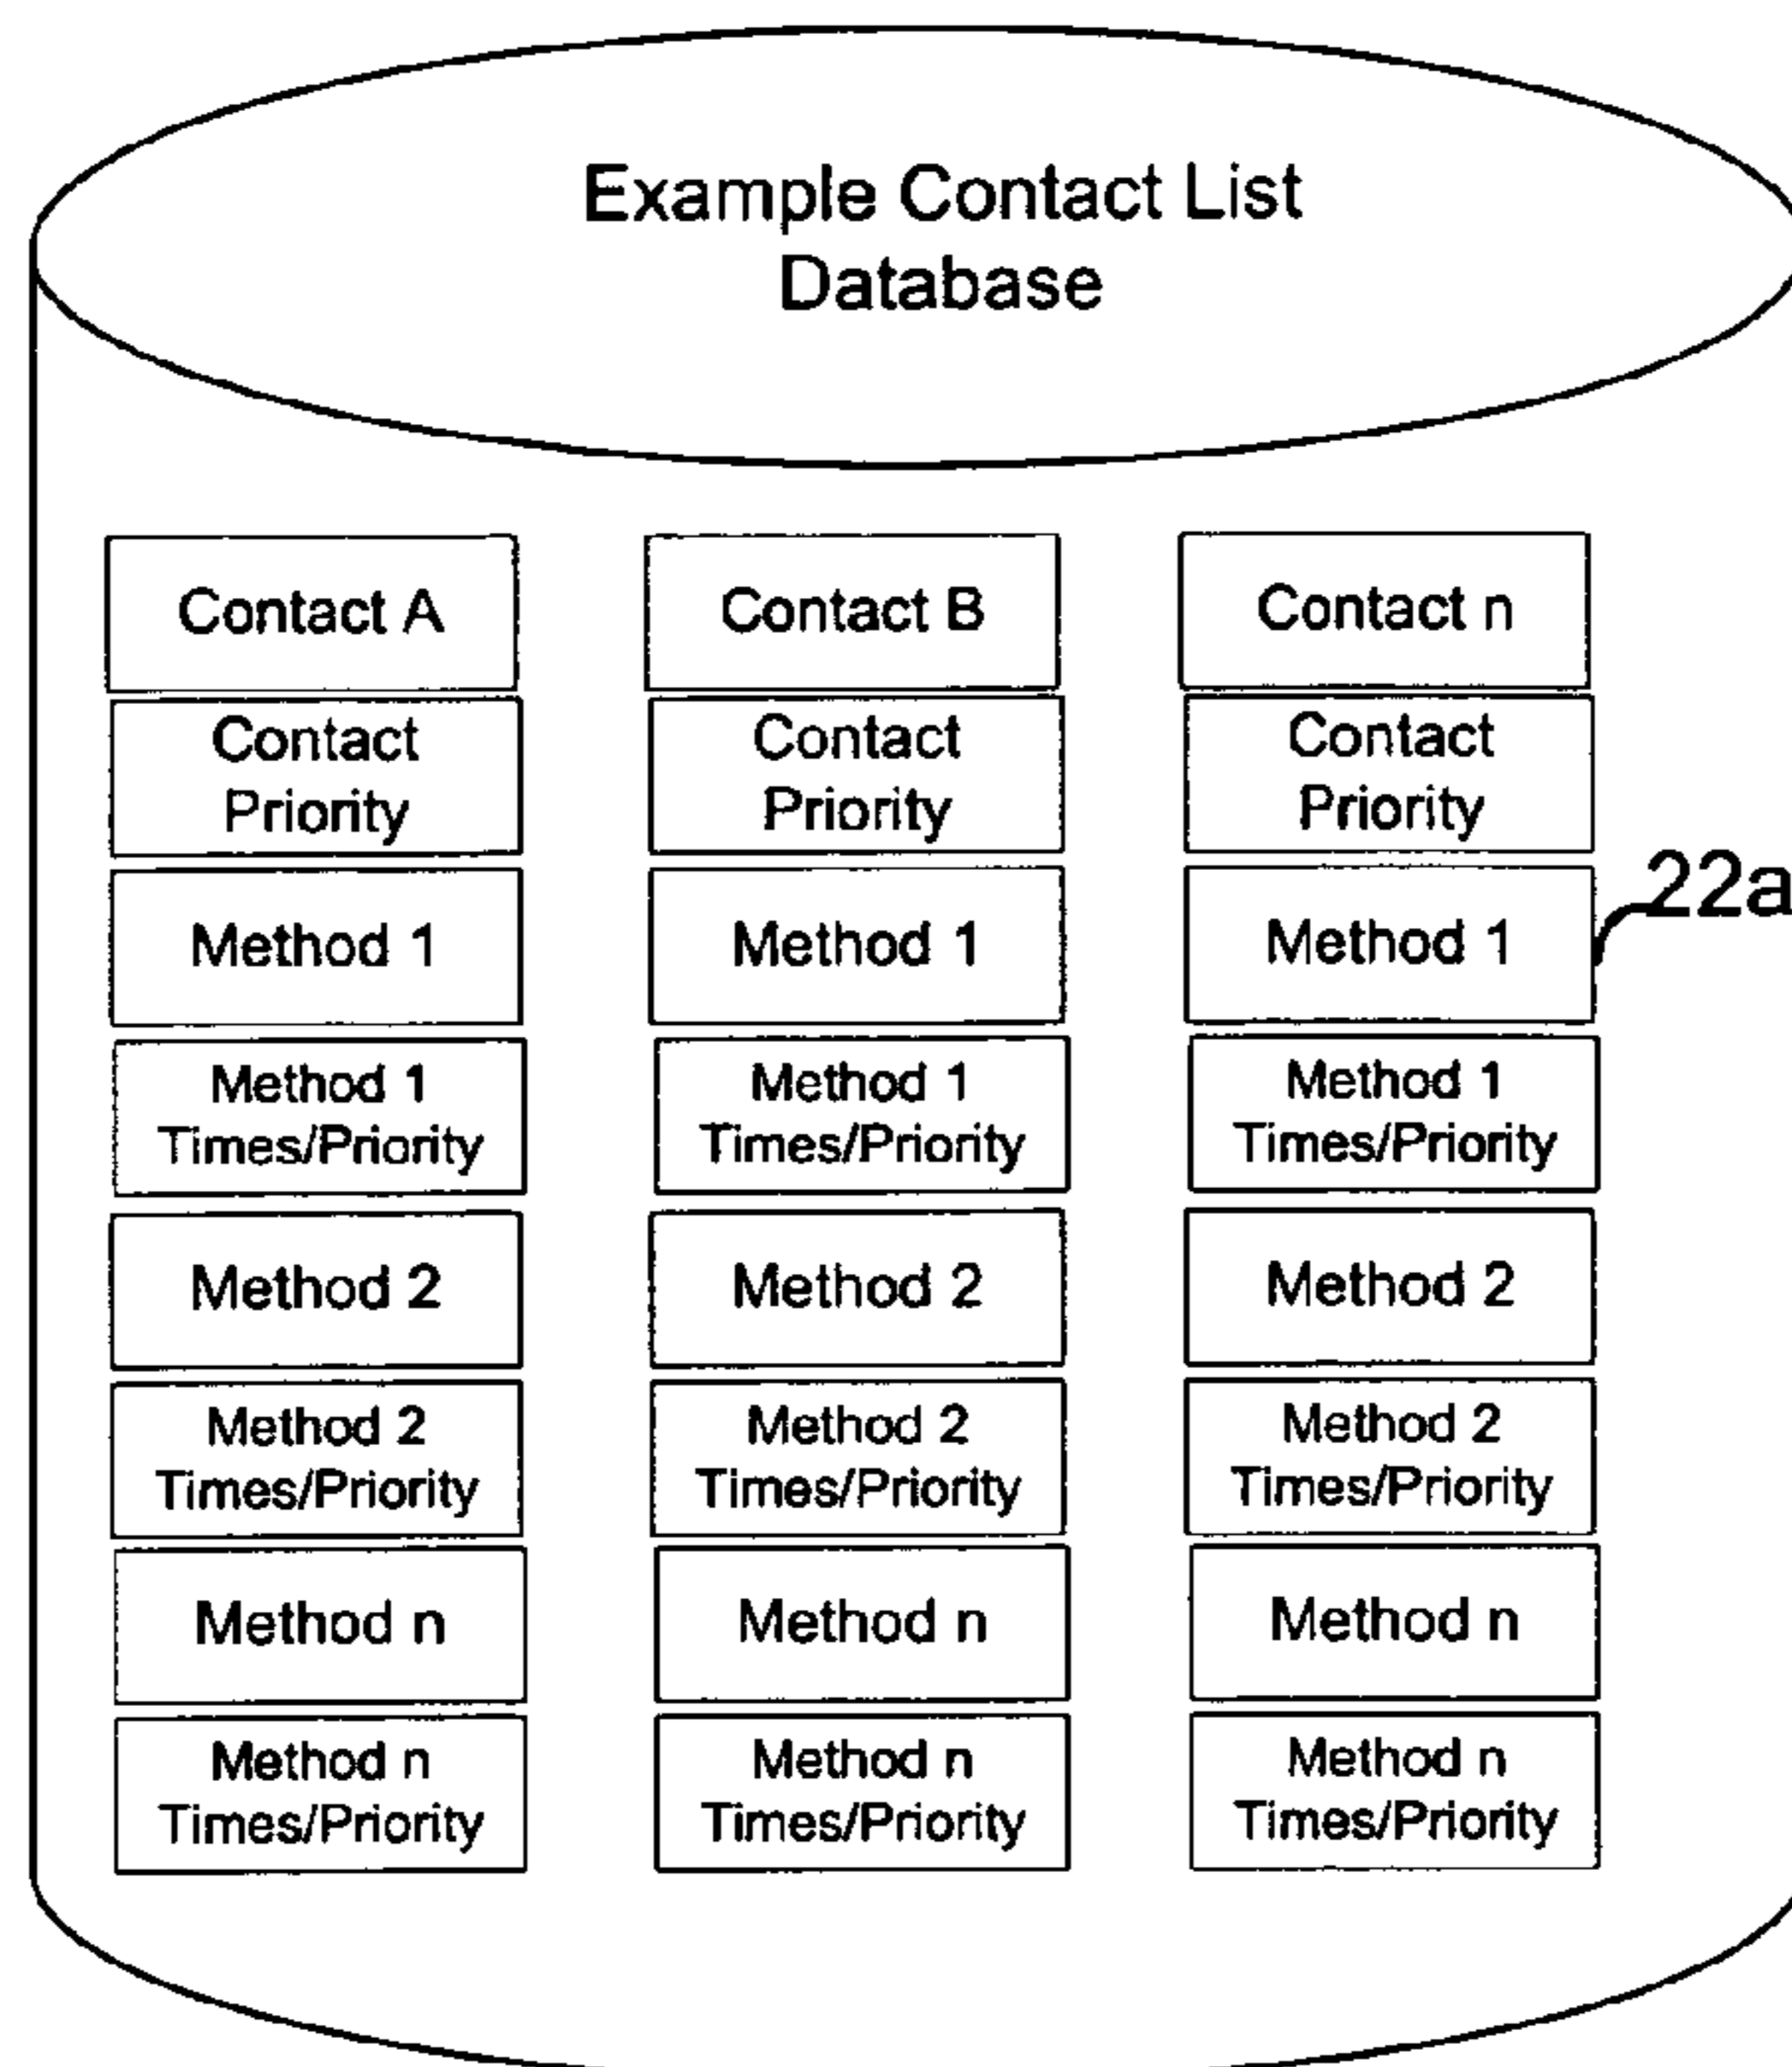 Example Contact List
Database
Contact A
Contact B
Contact n
Contact
Priority
Contact
Priority
Contact
Priority
Method 1
Method 1
Method 1
22a
Method 1
Times/Priority
Method 1
Times/Priority
Method 1
Times/Priority
Method 2
Method 2
Method 2
Method 2
Times/Priority
Method 2
Times/Priority
Method 2
Times/Priority
Method n
Method n
Method n
Method n
Times/Priority
Method n
Times/Priority
Method n
Times/Priority